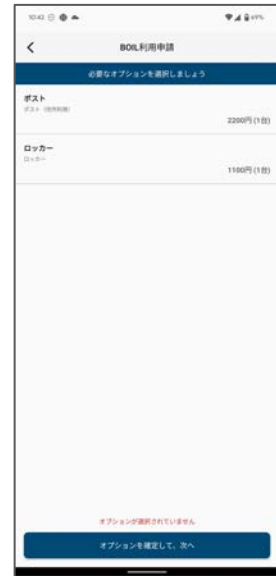 10:42
69%
BOIL利用申請
必要なオプションを選択しましょう
ポスト
ポスト（住所利用）
2200円(1台)
ロッカー
ロッカー
1100円(1台)
オプションが選択されていません
オプションを確定して、次へ